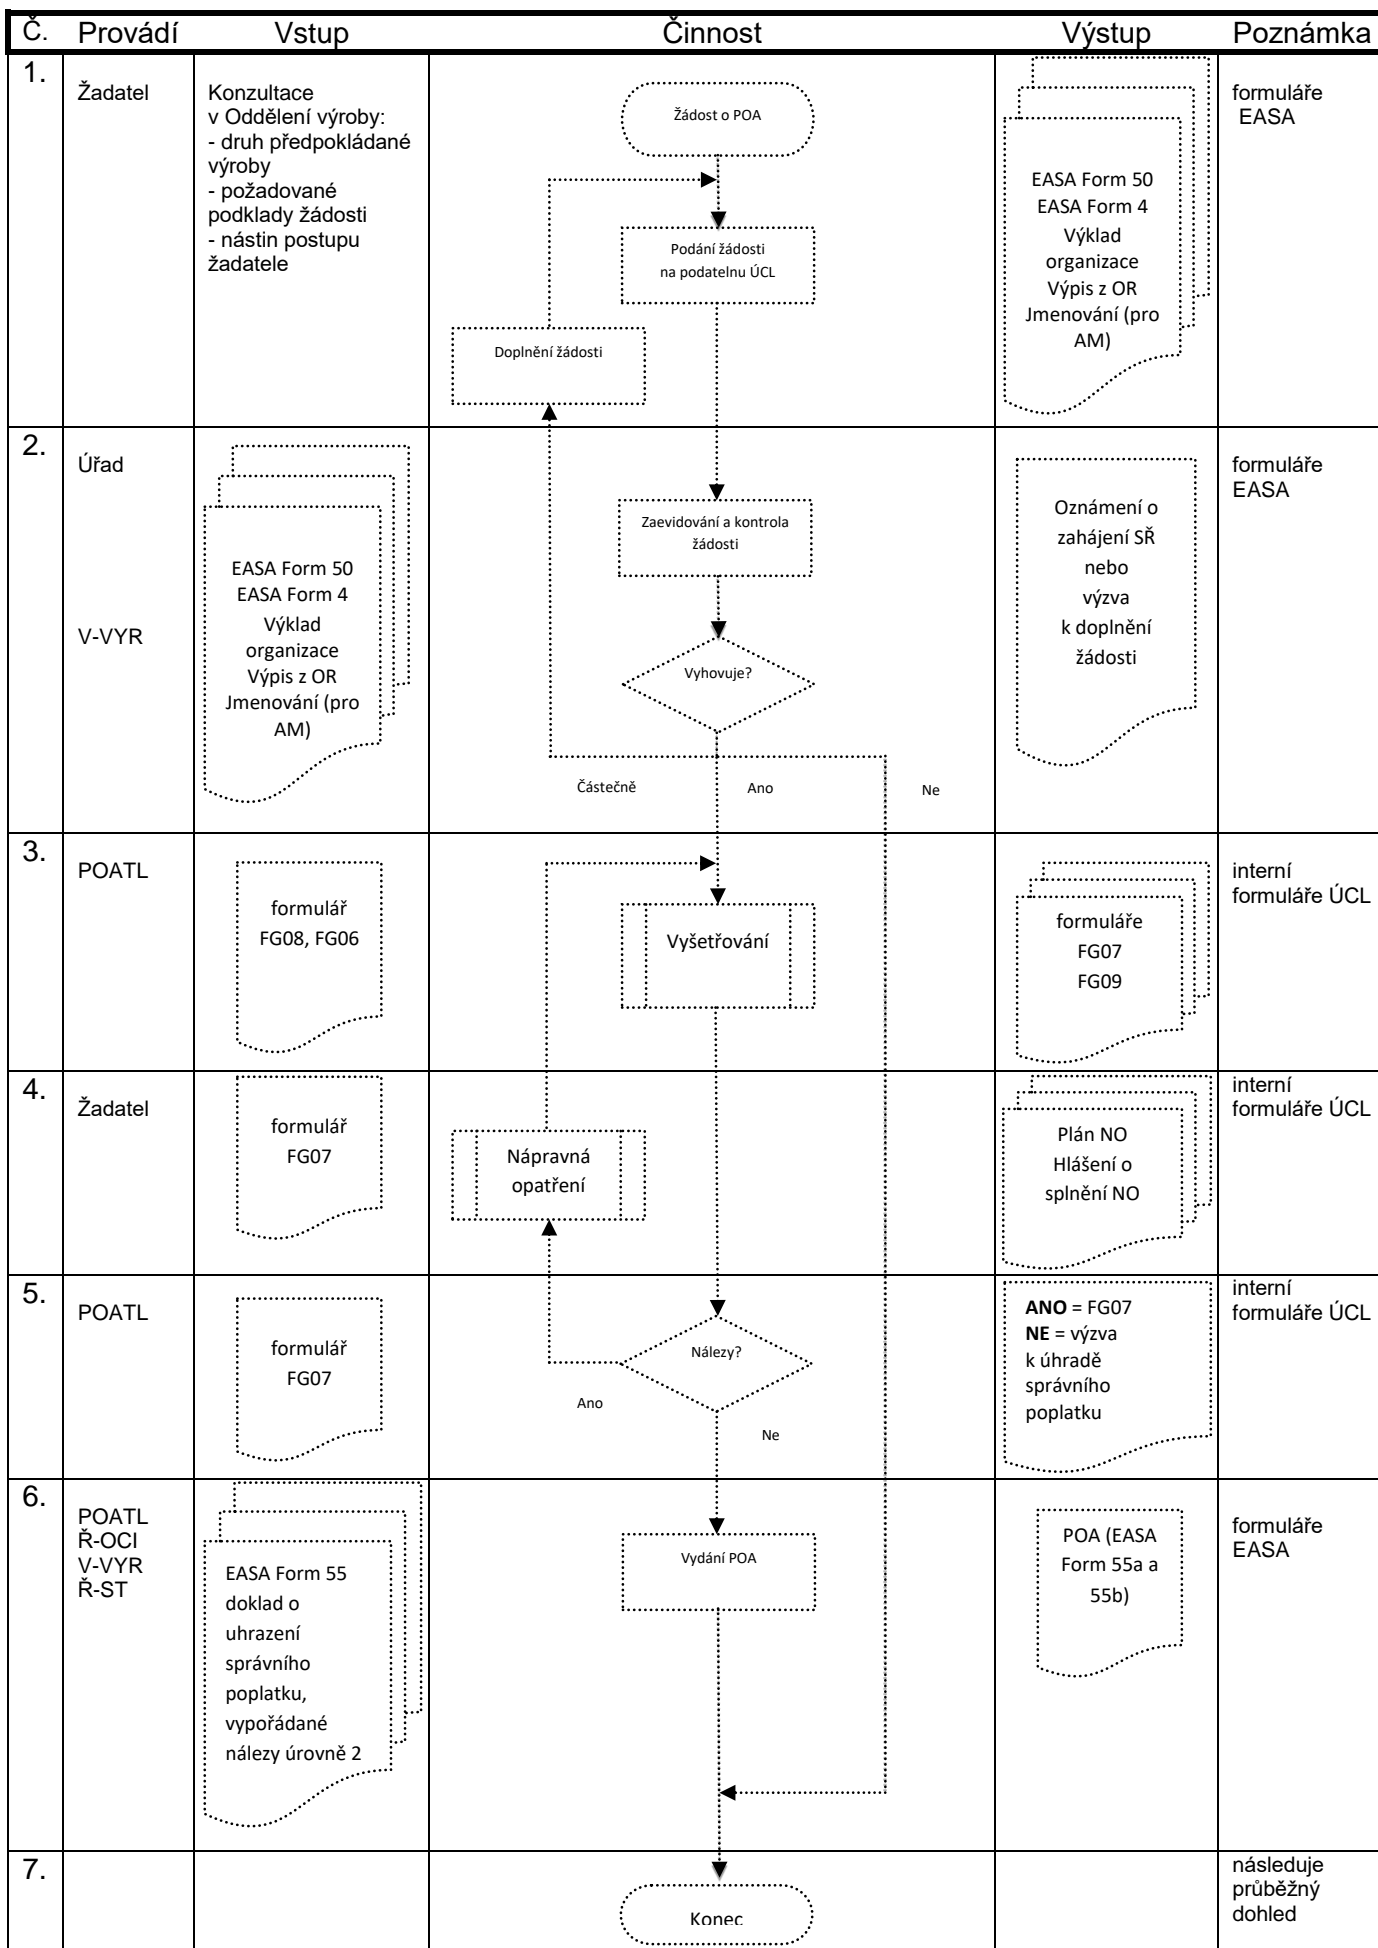 Č. Provádí Vstup Činnost Výstup Poznámka
1.
Žadatel
Konzultace
v Oddělení výroby:
- druh předpokládané
výroby
- požadované
podklady žádosti
- nástin postupu
žadatele
Žádost o POA
Podání žádosti
na podatelnu ÚCL
Doplnění žádosti
EASA Form 50
EASA Form 4
Výklad
organizace
Výpis z OR
Jmenování (pro
AM)
formuláře
EASA
2.
Úřad
V-VYR
EASA Form 50
EASA Form 4
Výklad
organizace
Výpis z OR
Jmenování (pro
AM)
Zaevidování a kontrola
žádosti
Vyhovuje?
Částečně
Ano
Ne
Oznámení o
zahájení SŘ
nebo
výzva
k doplnění
žádosti
formuláře
EASA
3.
POATL
formulář
FG08, FG06
Vyšetřování
formuláře
FG07
FG09
interní
formuláře ÚCL
4.
Žadatel
formulář
FG07
Nápravná
opatření
Plán NO
Hlášení o
splnění NO
interní
formuláře ÚCL
5.
POATL
formulář
FG07
Nálezy?
Ano
Ne
ANO = FG07
NE = výzva
k úhradě
správního
poplatku
interní
formuláře ÚCL
6.
POATL
Ř-OCI
V-VYR
Ř-ST
EASA Form 55
doklad o
uhrazení
správního
poplatku,
vypořádané
nálezy úrovně 2
Vydání POA
POA (EASA
Form 55a a
55b)
formuláře
EASA
7.
Konec
následuje
průběžný
dohled